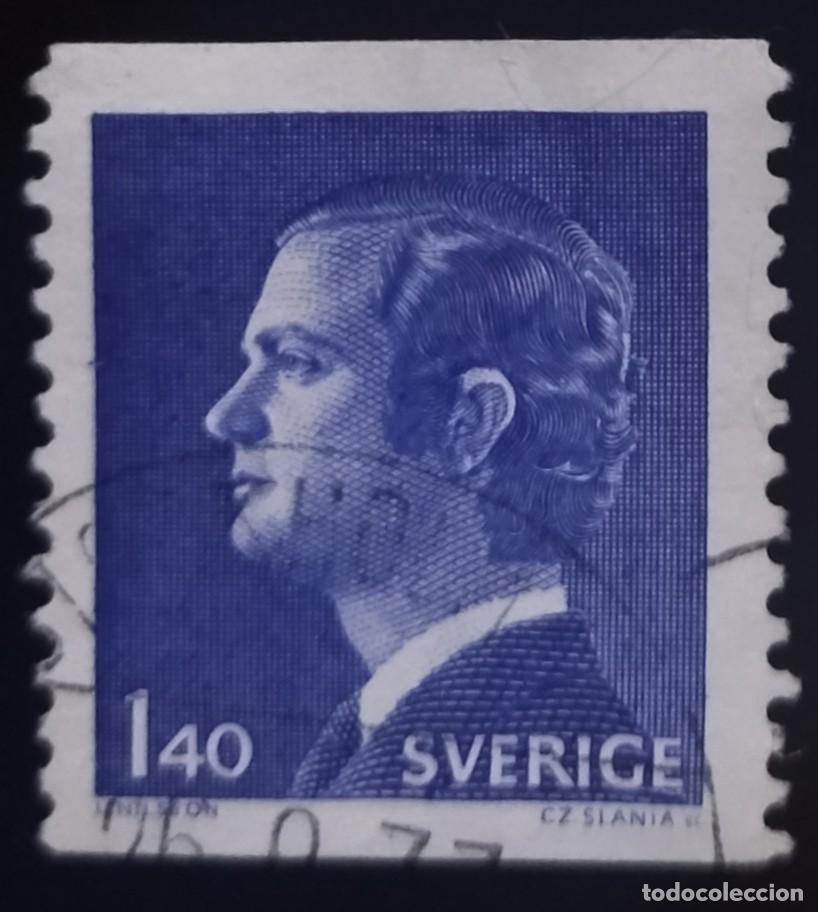 1 40 SVERIGE
CZ SLANIA SC
todocoleccion